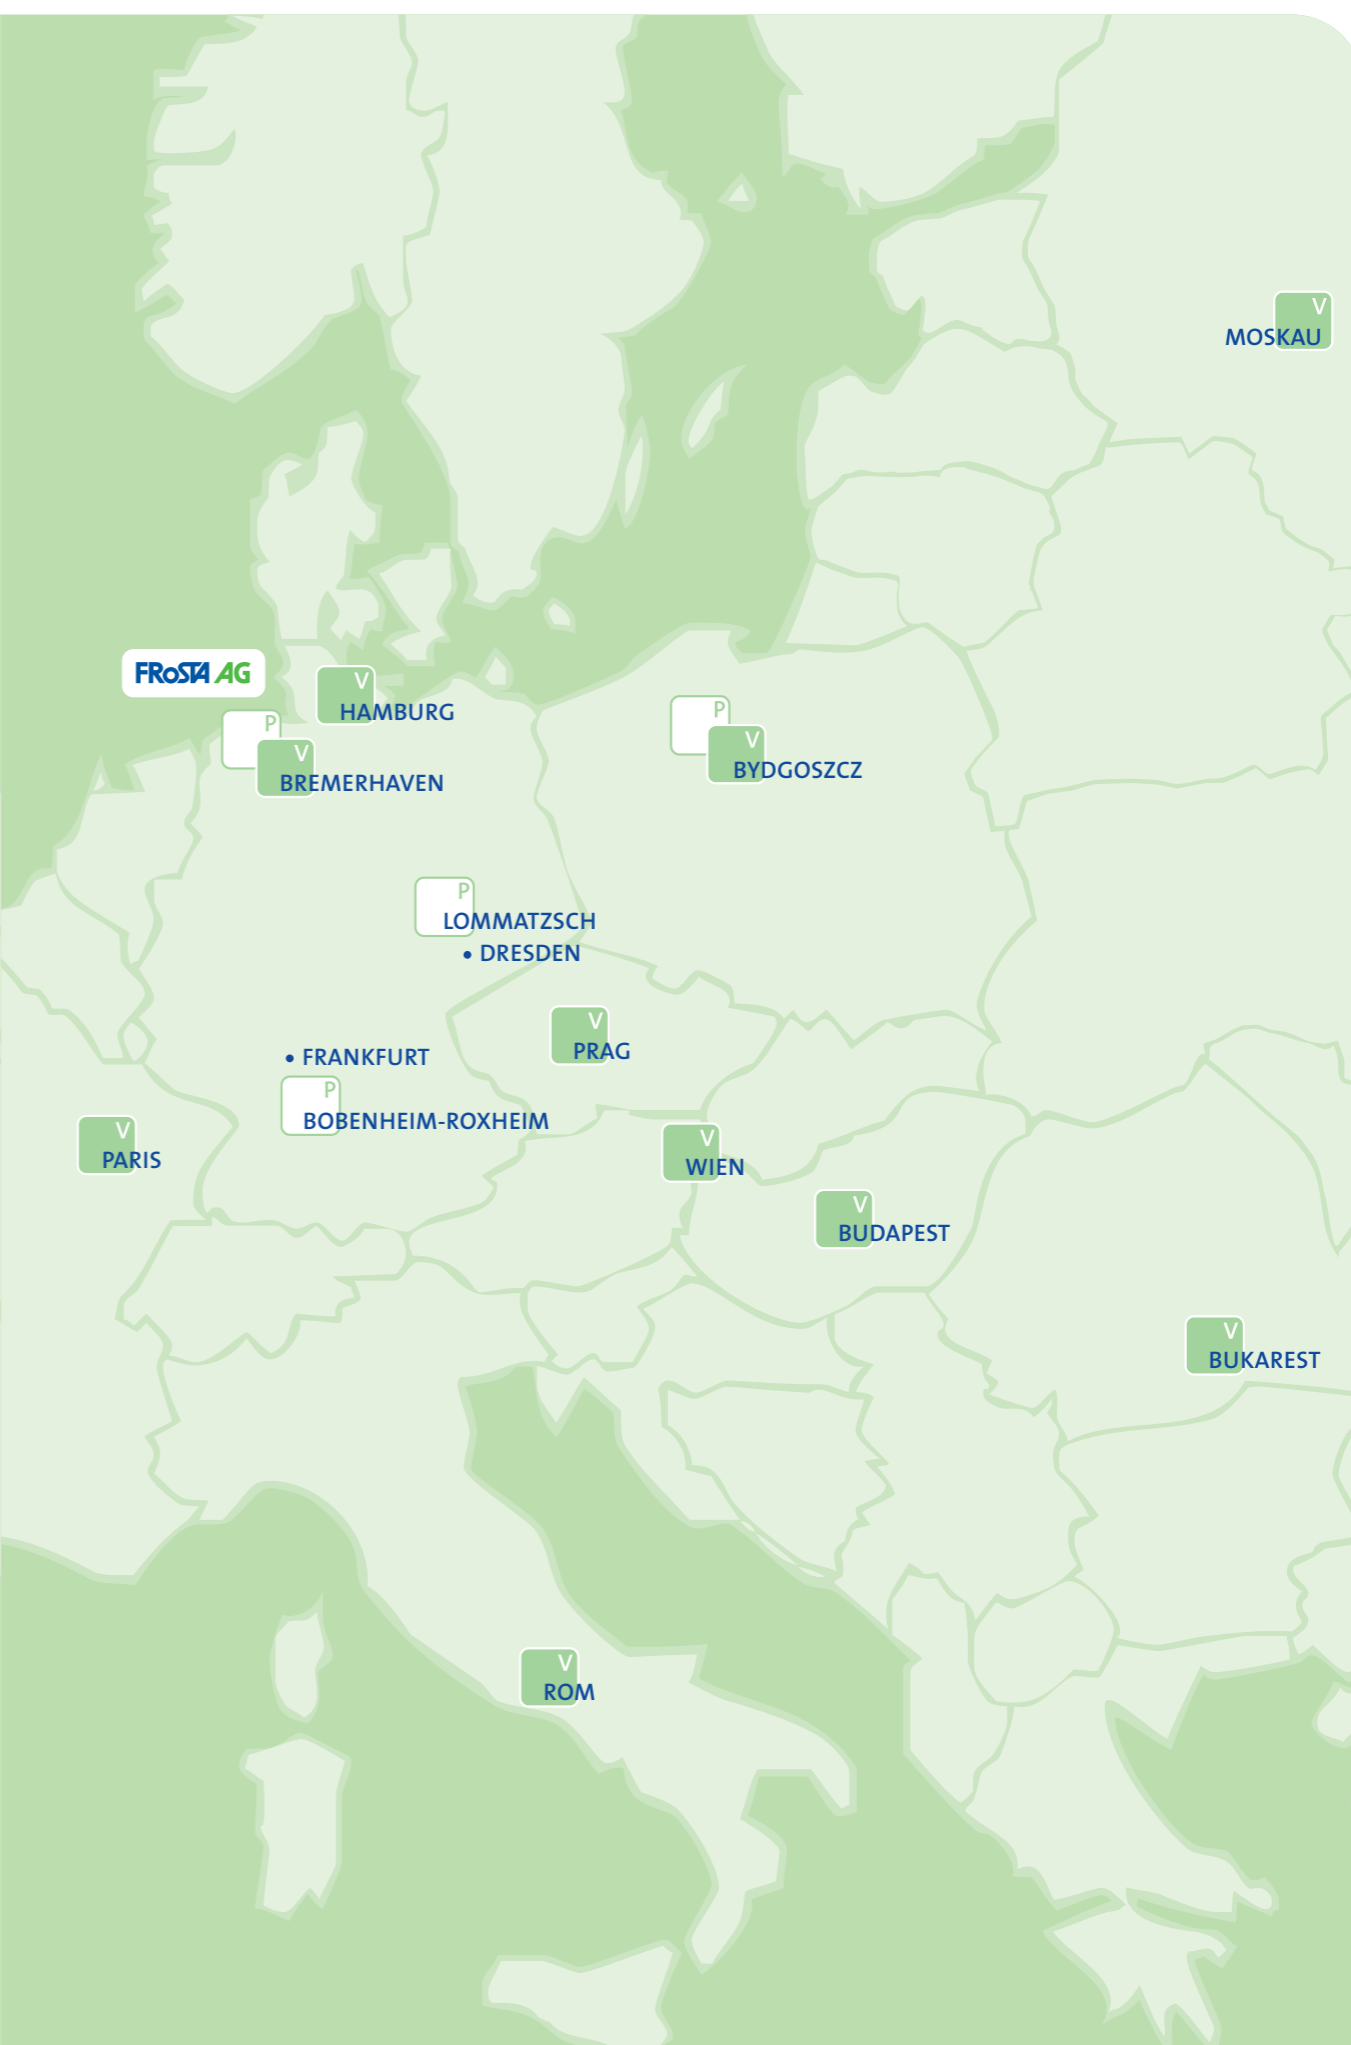 V
MOSKAU
FRoSTA AG
V
HAMBURG
P
V
BREMERHAVEN
P
V
BYDGOSZCZ
P
LOMMATZSCH
• DRESDEN
V
PRAG
• FRANKFURT
P
BOBENHEIM-ROXHEIM
V
PARIS
V
WIEN
V
BUDAPEST
V
BUKAREST
V
ROM